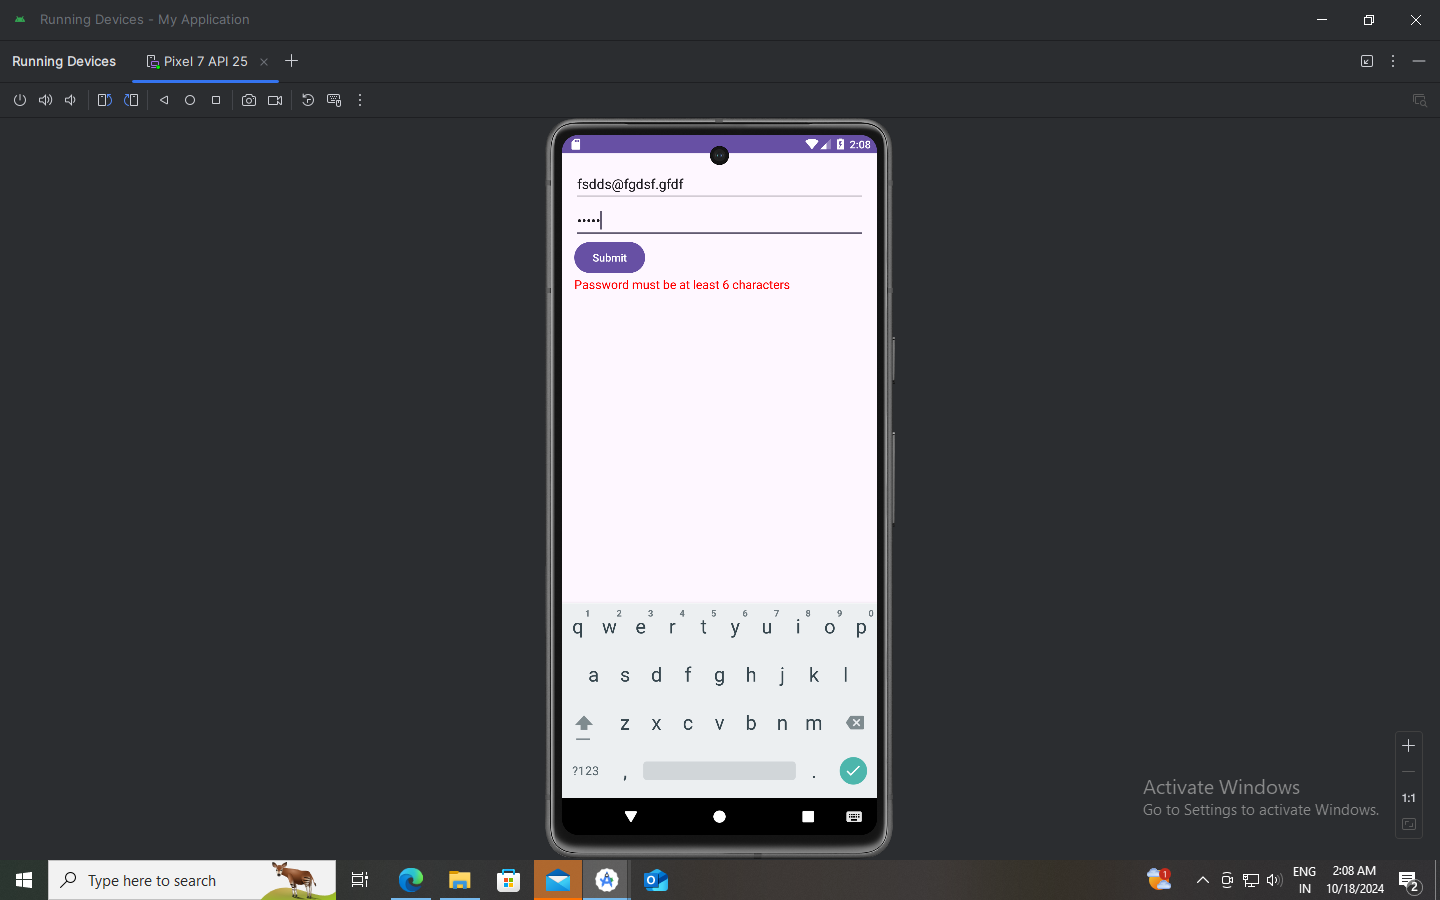 Running Devices - My Application
Running Devices
Pixel 7 API 25
2:08
fsdds@fgdsf.gfdf
•••••
Submit
Password must be at least 6 characters
1 2 3 4 5 6 7 8 9 0
q w e r t y u i o p
a s d f g h j k l
z x c v b n m
?123 , .
1:1
Activate Windows
Go to Settings to activate Windows.
Type here to search
1
ENG
IN
2:08 AM
10/18/2024
2